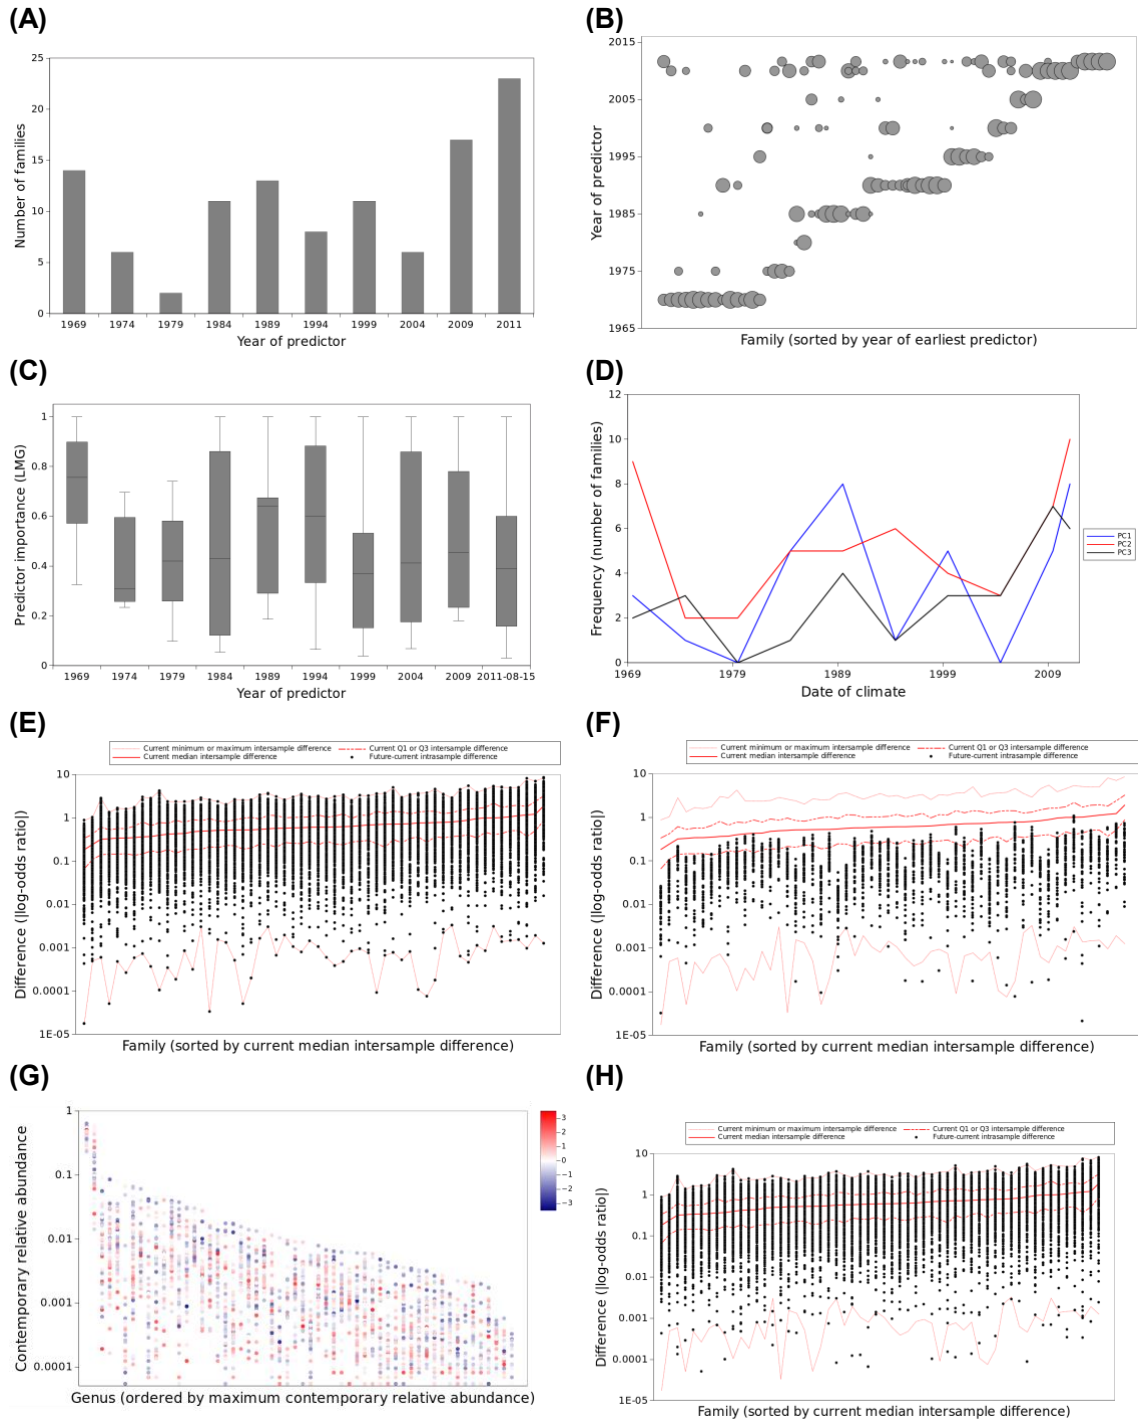 (A)
25
20
15
10
5
0
Number of families
1969 1974 1979 1984 1989 1994 1999 2004 2009 2011
Year of predictor
(B)
2015
2005
1995
1985
1975
1965
Year of predictor
Family (sorted by year of earliest predictor)
(C)
1
0.8
0.6
0.4
0.2
0
Predictor importance (LMG)
1969 1974 1979 1984 1989 1994 1999 2004 2009 2011-08-15
Year of predictor
(D)
12
10
8
6
4
2
0
Frequency (number of families)
1969 1979 1989 1999 2009
Date of climate
PC1
PC2
PC3
(E)
Current minimum or maximum intersample difference
Current Q1 or Q3 intersample difference
Current median intersample difference
Future-current intrasample difference
10
1
0.1
0.01
0.001
0.0001
1E-05
Difference (|log-odds ratio|)
Family (sorted by current median intersample difference)
(F)
Current minimum or maximum intersample difference
Current Q1 or Q3 intersample difference
Current median intersample difference
Future-current intrasample difference
10
1
0.1
0.01
0.001
0.0001
1E-05
Difference (|log-odds ratio|)
Family (sorted by current median intersample difference)
(G)
1
0.1
0.01
0.001
0.0001
Contemporary relative abundance
Genus (ordered by maximum contemporary relative abundance)
3
2
1
0
−1
−2
−3
(H)
Current minimum or maximum intersample difference
Current Q1 or Q3 intersample difference
Current median intersample difference
Future-current intrasample difference
10
1
0.1
0.01
0.001
0.0001
1E-05
Difference (|log-odds ratio|)
Family (sorted by current median intersample difference)